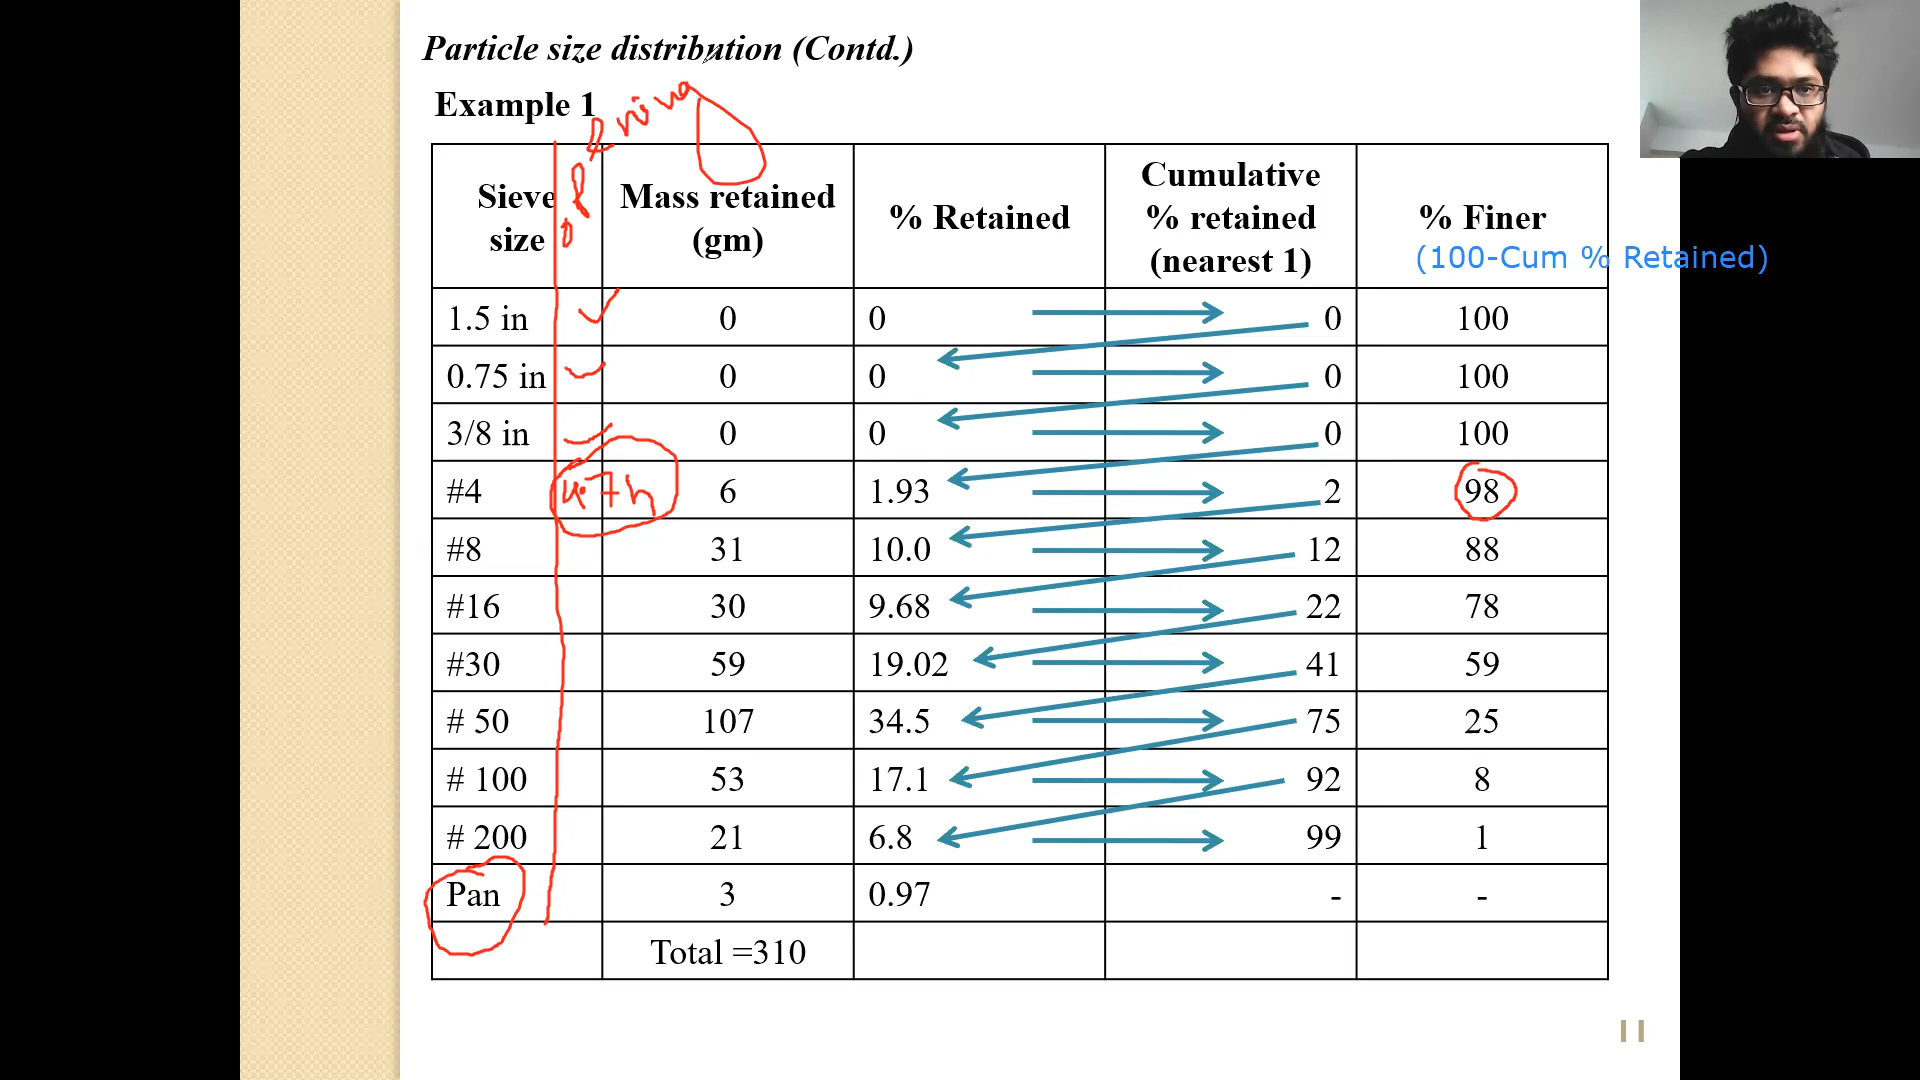 Particle size distribution (Contd.)
Example 1
Sieve size | Mass retained (gm) | % Retained | Cumulative % retained (nearest 1) | % Finer (100-Cum % Retained)
1.5 in | 0 | 0 | 0 | 100
0.75 in | 0 | 0 | 0 | 100
3/8 in | 0 | 0 | 0 | 100
#4 | 6 | 1.93 | 2 | 98
#8 | 31 | 10.0 | 12 | 88
#16 | 30 | 9.68 | 22 | 78
#30 | 59 | 19.02 | 41 | 59
# 50 | 107 | 34.5 | 75 | 25
# 100 | 53 | 17.1 | 92 | 8
# 200 | 21 | 6.8 | 99 | 1
Pan | 3 | 0.97 | - | -
Total =310
11